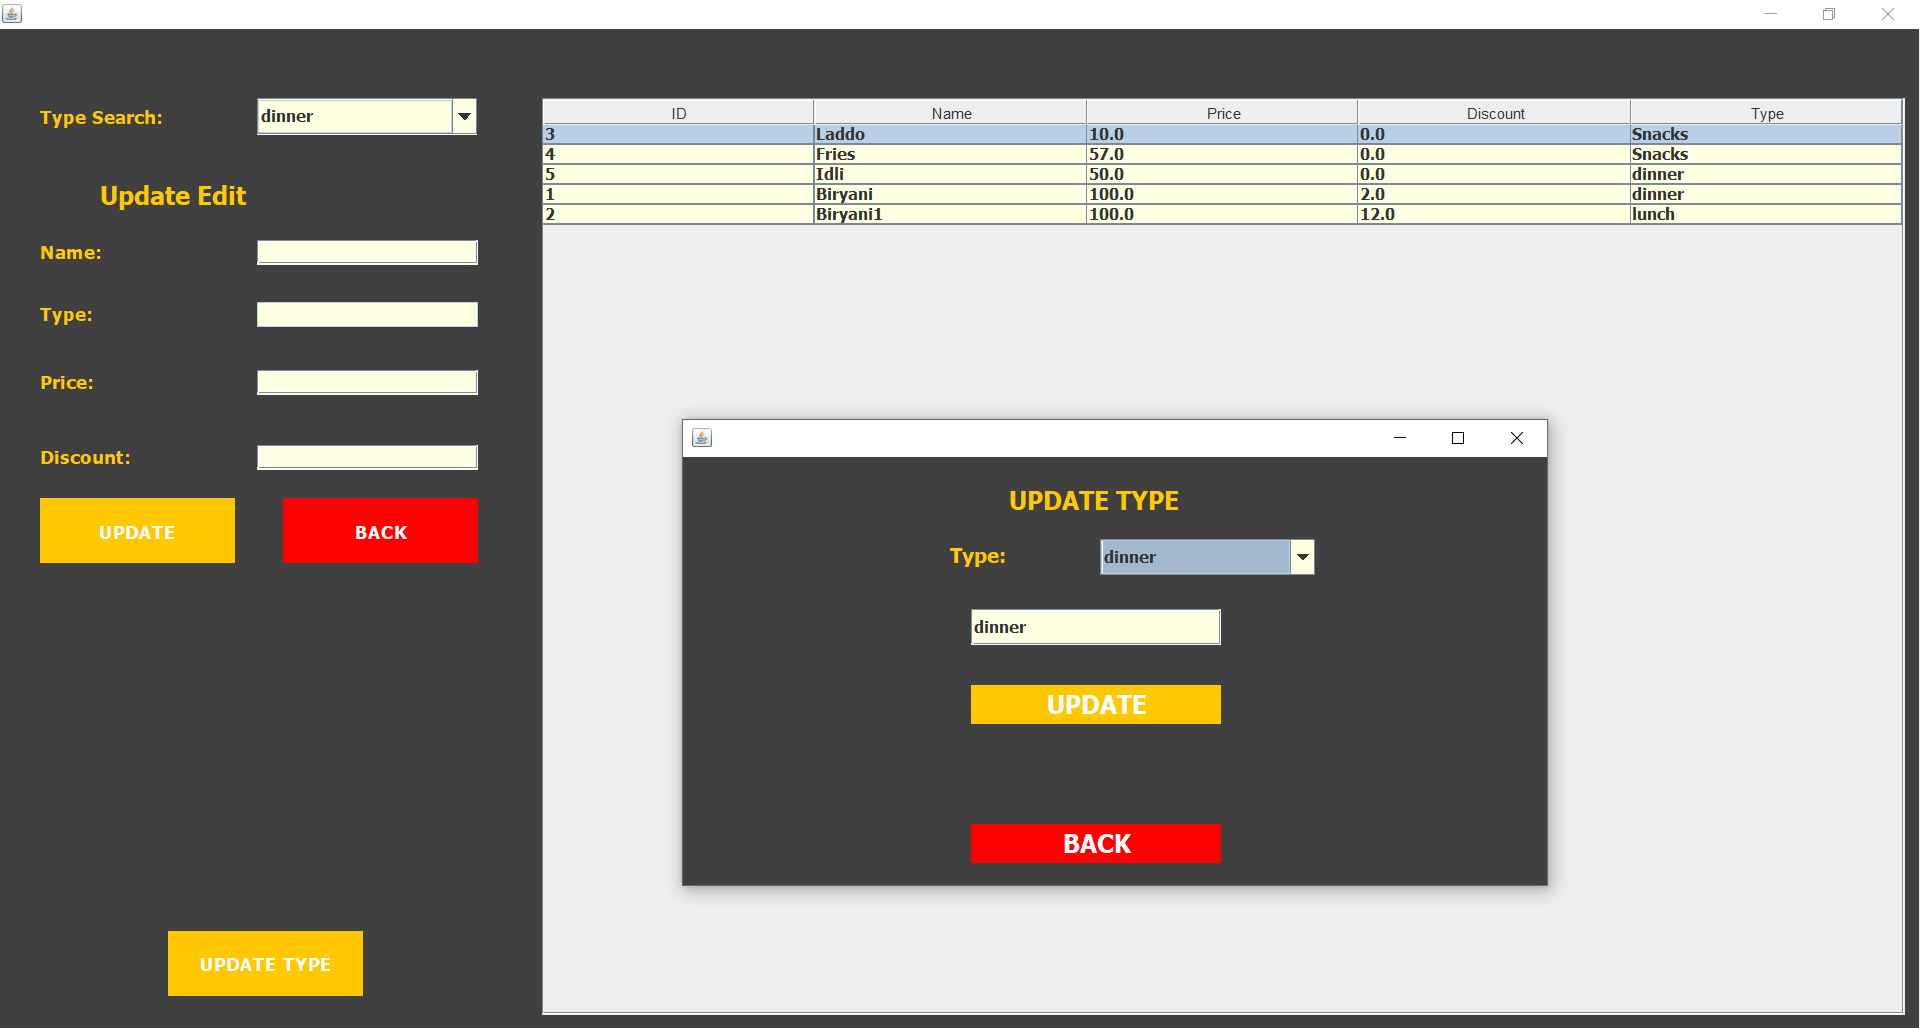 Type Search: dinner
Update Edit
Name:
Type:
Price:
Discount:
UPDATE BACK
UPDATE TYPE
ID Name Price Discount Type
3 Laddo 10.0 0.0 Snacks
4 Fries 57.0 0.0 Snacks
5 Idli 50.0 0.0 dinner
1 Biryani 100.0 2.0 dinner
2 Biryani1 100.0 12.0 lunch
UPDATE TYPE
Type: dinner
dinner
UPDATE
BACK